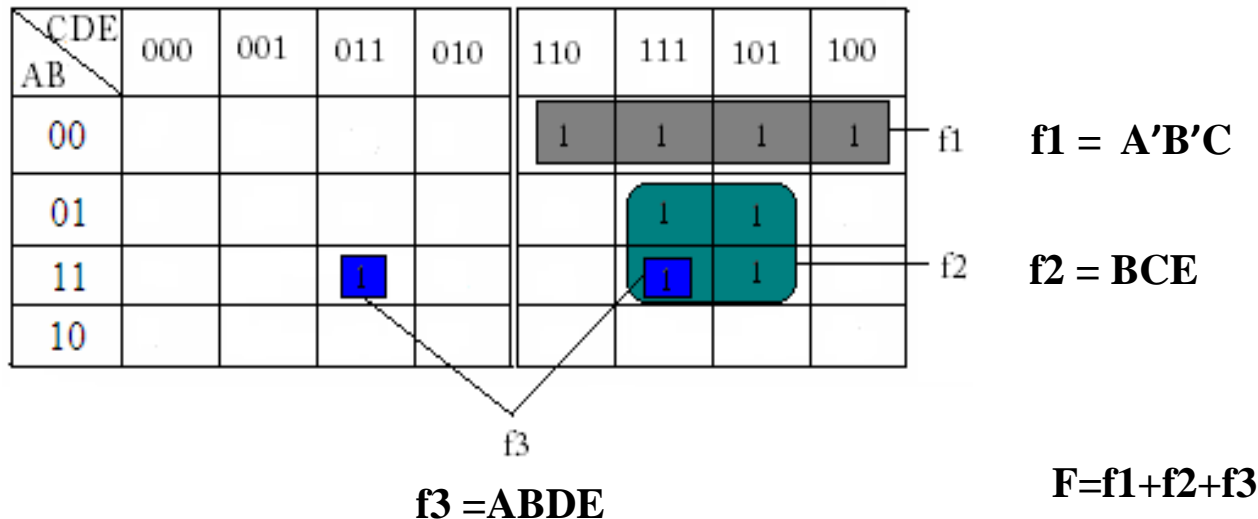 CDE 000 001 011 010 110 111 101 100
AB
00 1 1 1 1 f1 f1 = A′B′C
01 1 1
11 1 1 1 f2 f2 = BCE
10
f3
f3 =ABDE F=f1+f2+f3